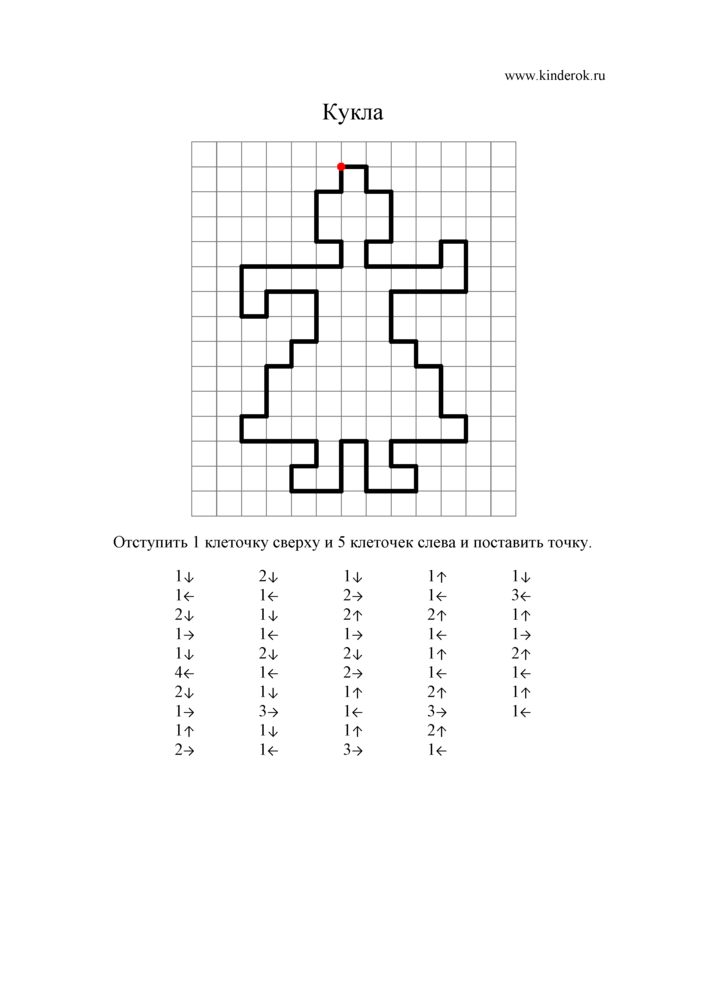 www.kinderok.ru
Кукла
Отступить 1 клеточку сверху и 5 клеточек слева и поставить точку.
1↓ 2↓ 1↓ 1↑ 1↓
1← 1← 2→ 1← 3←
2↓ 1↓ 2↑ 2↑ 1↑
1→ 1← 1→ 1← 1→
1↓ 2↓ 2↓ 1↑ 2↑
4← 1← 2→ 1← 1←
2↓ 1↓ 1↑ 2↑ 1↑
1→ 3→ 1← 3→ 1←
1↑ 1↓ 1↑ 2↑
2→ 1← 3→ 1←